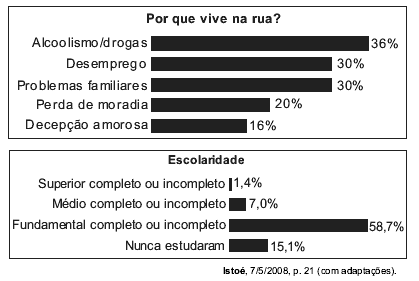 Por que vive na rua?
Alcoolismo/drogas 36%
Desemprego 30%
Problemas familiares 30%
Perda de moradia 20%
Decepção amorosa 16%
Escolaridade
Superior completo ou incompleto 1,4%
Médio completo ou incompleto 7,0%
Fundamental completo ou incompleto 58,7%
Nunca estudaram 15,1%
Istoé, 7/5/2008, p. 21 (com adaptações).